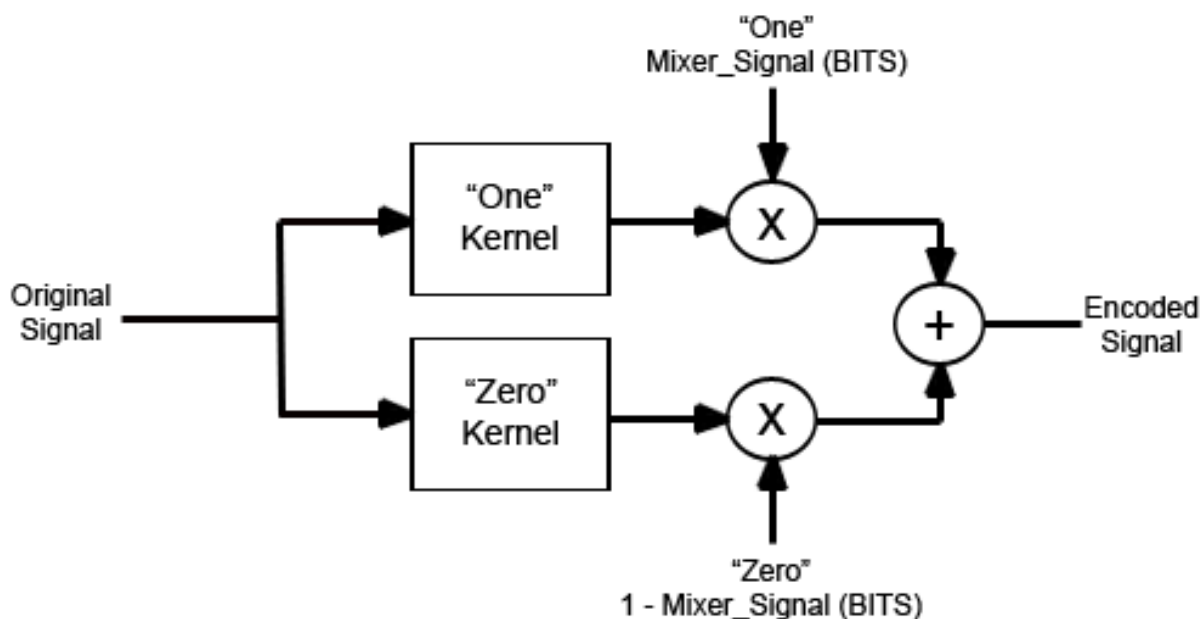 “One”
Mixer_Signal (BITS)
“One”
Kernel
X
Original
Signal
+
Encoded
Signal
“Zero”
Kernel
X
“Zero”
1 - Mixer_Signal (BITS)